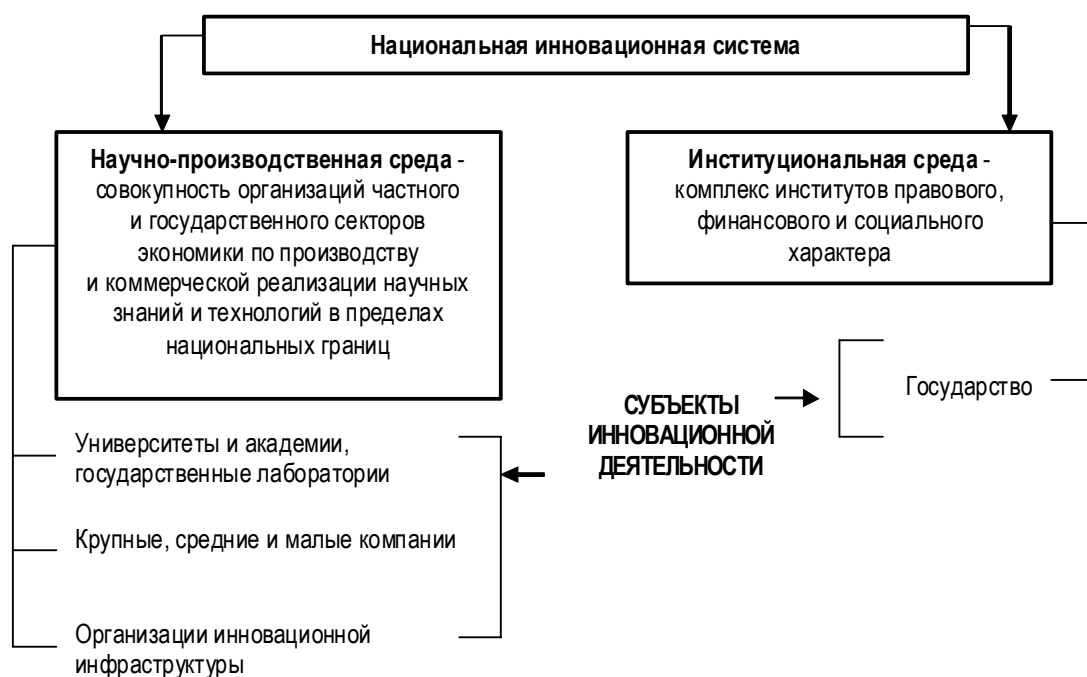 Национальная инновационная система
Научно-производственная среда -
совокупность организаций частного
и государственного секторов
экономики по производству
и коммерческой реализации научных
знаний и технологий в пределах
национальных границ
Институциональная среда -
комплекс институтов правового,
финансового и социального
характера
Государство
СУБЪЕКТЫ
ИННОВАЦИОННОЙ
ДЕЯТЕЛЬНОСТИ
Университеты и академии,
государственные лаборатории
Крупные, средние и малые компании
Организации инновационной
инфраструктуры